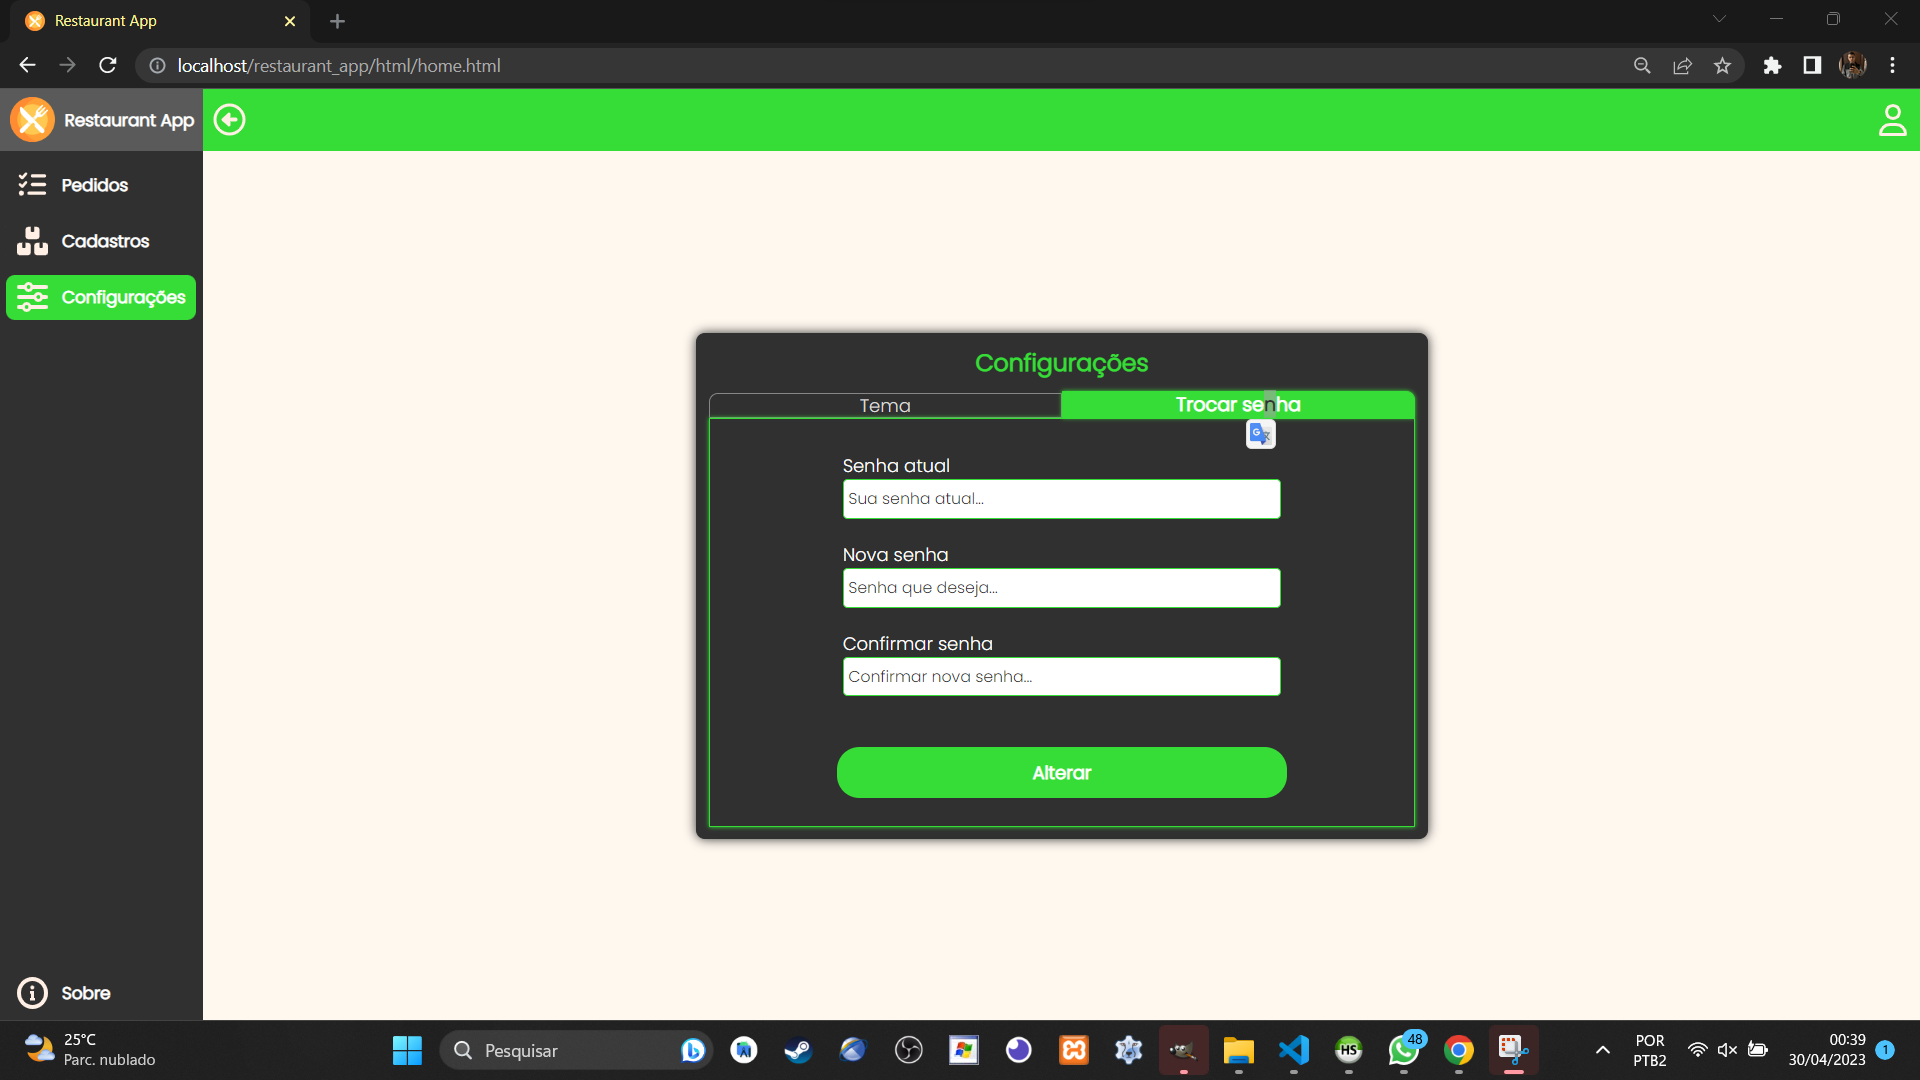 Restaurant App
localhost/restaurant_app/html/home.html
Restaurant App
Pedidos
Cadastros
Configurações
Configurações
Tema
Trocar senha
Senha atual
Sua senha atual...
Nova senha
Senha que deseja...
Confirmar senha
Confirmar nova senha...
Alterar
Sobre
25°C
Parc. nublado
Pesquisar
HS
48
POR
PTB2
00:39
30/04/2023
1